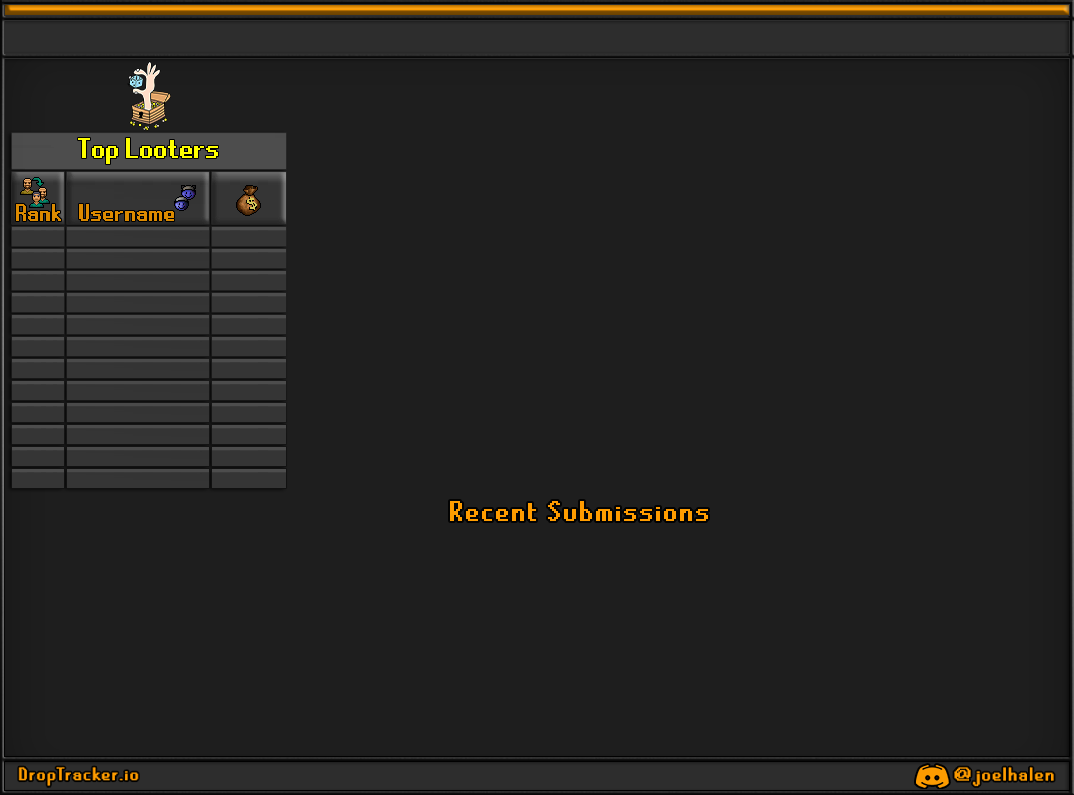 Top Looters
Rank Username
Recent Submissions
DropTracker.io
@joelhalen